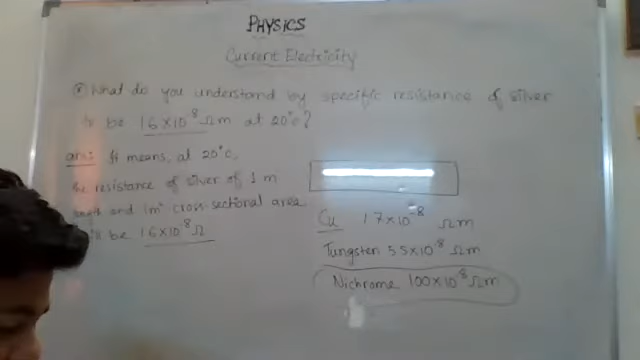 PHYSICS
Current Electricity
What do you understand by specific resistance of silver
to be 1.6×10⁻⁸ Ωm at 20°C?
ans: It means, at 20°C,
the resistance of silver of 1 m
and 1m² cross-sectional area
be 1.6×10⁻⁸ Ω
Cu 1.7×10⁻⁸ Ωm
Tungsten 5.5×10⁻⁸ Ωm
Nichrome 100×10⁻⁸ Ωm